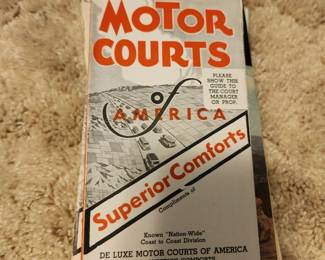 MOTOR
COURTS
PLEASE
SHOW THIS
GUIDE TO
THE COURT
MANAGER
OR PROP.
of
AMERICA
Superior Comforts
Compliments of
Known "Nation-Wide"
Coast to Coast Division
DE LUXE MOTOR COURTS OF AMERICA